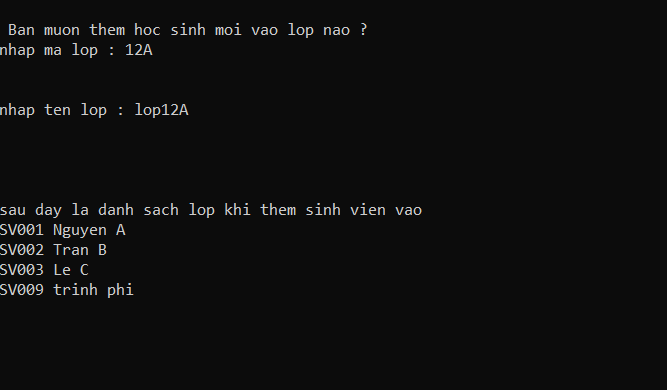 Ban muon them hoc sinh moi vao lop nao ?
nhap ma lop : 12A
nhap ten lop : lop12A
sau day la danh sach lop khi them sinh vien vao
SV001 Nguyen A
SV002 Tran B
SV003 Le C
SV009 trinh phi